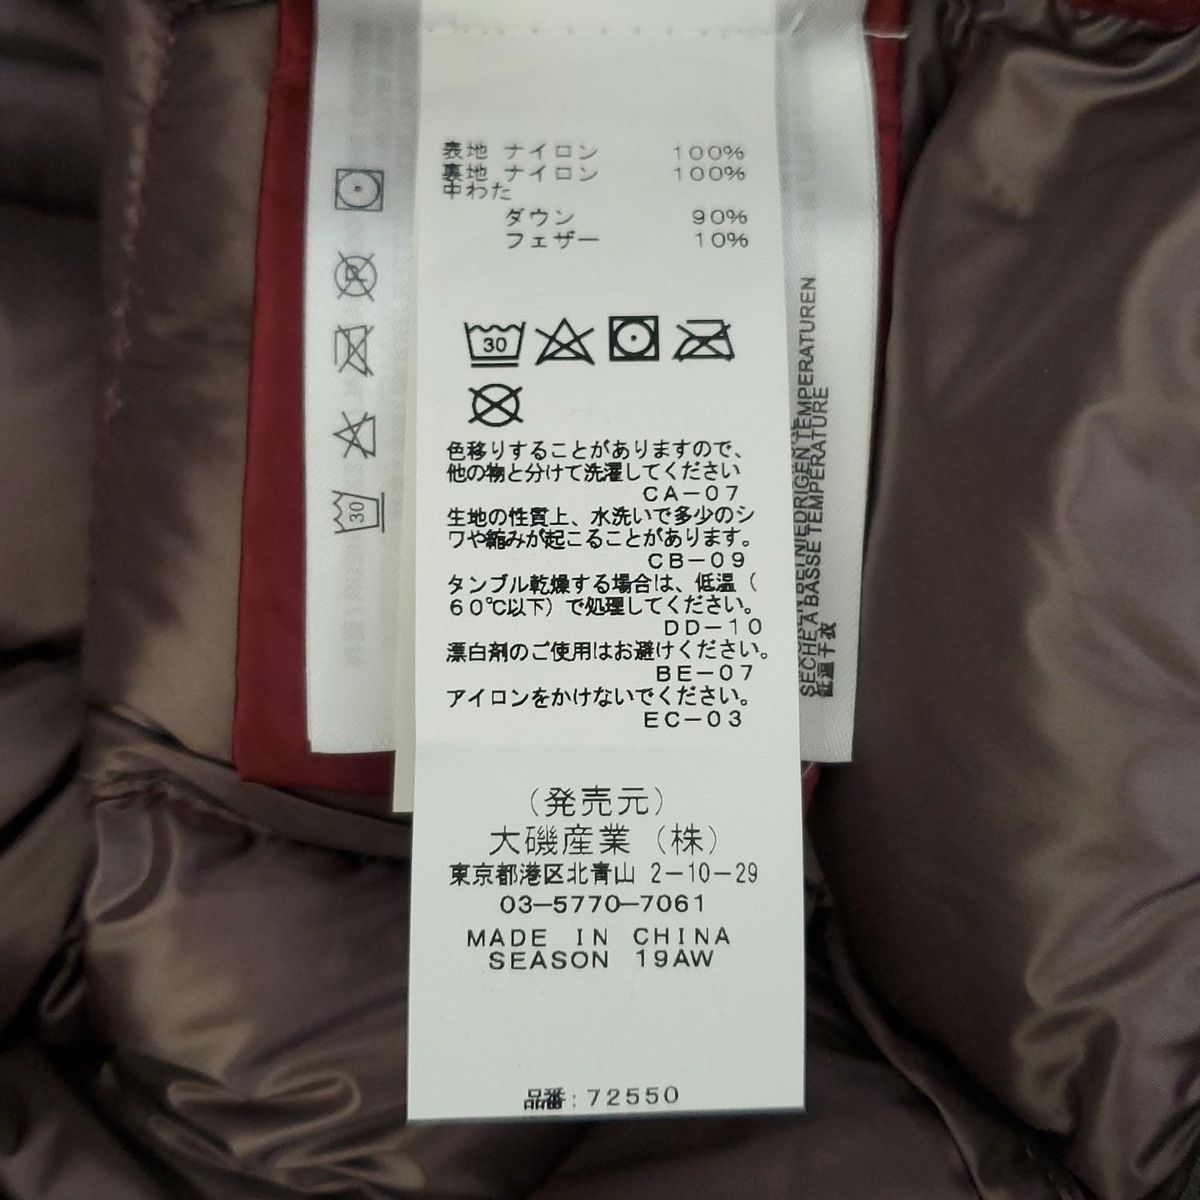 表地 ナイロン 100%
裏地 ナイロン 100%
中わた
ダウン 90%
フェザー 10%
30
色移りすることがありますので、
他の物と分けて洗濯してください
CA-07
生地の性質上、水洗いで多少のシ
ワや縮みが起こることがあります。
CB-09
タンブル乾燥する場合は、低温(
60℃以下)で処理してください。
DD-10
漂白剤のご使用はお避けください。
BE-07
アイロンをかけないでください。
EC-03
(発売元)
大磯産業(株)
東京都港区北青山 2-10-29
03-5770-7061
MADE IN CHINA
SEASON 19AW
品番:72550
P
30
NIEDRIGEN TEMPERATUREN
SÉCHÉ À BASSE TEMPÉRATURE
低温干衣